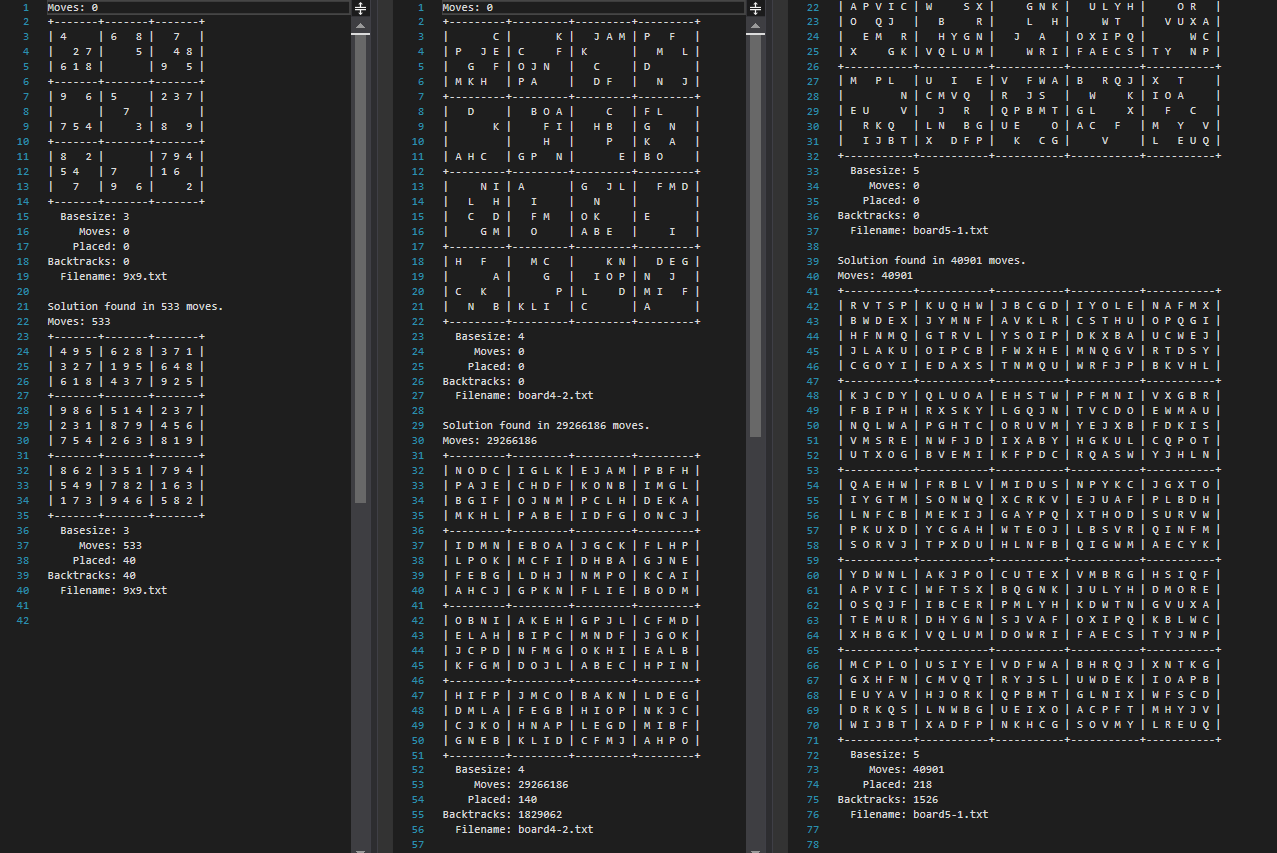 1 Moves: 0
2 +-------+-------+-------+
3 | 4     | 6   8 |   7   |
4 |   2 7 |     5 |   4 8 |
5 | 6 1 8 |       | 9   5 |
6 +-------+-------+-------+
7 | 9   6 | 5     | 2 3 7 |
8 |       |   7   |       |
9 | 7 5 4 |     3 | 8   9 |
10 +-------+-------+-------+
11 | 8   2 |       | 7 9 4 |
12 | 5 4   | 7     | 1 6   |
13 |   7   | 9   6 |     2 |
14 +-------+-------+-------+
15   Basesize: 3
16      Moves: 0
17     Placed: 0
18 Backtracks: 0
19   Filename: 9x9.txt
20
21 Solution found in 533 moves.
22 Moves: 533
23 +-------+-------+-------+
24 | 4 9 5 | 6 2 8 | 3 7 1 |
25 | 3 2 7 | 1 9 5 | 6 4 8 |
26 | 6 1 8 | 4 3 7 | 9 2 5 |
27 +-------+-------+-------+
28 | 9 8 6 | 5 1 4 | 2 3 7 |
29 | 2 3 1 | 8 7 9 | 4 5 6 |
30 | 7 5 4 | 2 6 3 | 8 1 9 |
31 +-------+-------+-------+
32 | 8 6 2 | 3 5 1 | 7 9 4 |
33 | 5 4 9 | 7 8 2 | 1 6 3 |
34 | 1 7 3 | 9 4 6 | 5 8 2 |
35 +-------+-------+-------+
36   Basesize: 3
37      Moves: 533
38     Placed: 40
39 Backtracks: 40
40   Filename: 9x9.txt
41
42
1 Moves: 0
2 +---------+---------+---------+---------+
3 |       C |       K |   J A M | P   F   |
4 | P   J E | C   F   | K       |   M   L |
5 |   G   F | O J N   |   C     | D       |
6 | M K H   | P A     |   D F   |   N   J |
7 +---------+---------+---------+---------+
8 |   D     |   B O A |     C   | F L     |
9 |       K |     F I |   H B   | G   N   |
10 |         |     H   |     P   | K   A   |
11 | A H C   | G P   N |       E | B O     |
12 +---------+---------+---------+---------+
13 |     N I | A       | G   J L |   F M D |
14 |   L   H |   I     |   N     |         |
15 |   C   D |   F M   | O K     | E       |
16 |     G M |   O     | A B E   |     I   |
17 +---------+---------+---------+---------+
18 | H   F   |   M C   |     K N |   D E G |
19 |       A |     G   |   I O P | N   J   |
20 | C   K   |       P | L     D | M I   F |
21 |   N   B | K L I   | C       | A       |
22 +---------+---------+---------+---------+
23   Basesize: 4
24      Moves: 0
25     Placed: 0
26 Backtracks: 0
27   Filename: board4-2.txt
28
29 Solution found in 29266186 moves.
30 Moves: 29266186
31 +---------+---------+---------+---------+
32 | N O D C | I G L K | E J A M | P B F H |
33 | P A J E | C H D F | K O N B | I M G L |
34 | B G I F | O J N M | P C L H | D E K A |
35 | M K H L | P A B E | I D F G | O N C J |
36 +---------+---------+---------+---------+
37 | I D M N | E B O A | J G C K | F L H P |
38 | L P O K | M C F I | D H B A | G J N E |
39 | F E B G | L D H J | N M P O | K C A I |
40 | A H C J | G P K N | F L I E | B O D M |
41 +---------+---------+---------+---------+
42 | O B N I | A K E H | G P J L | C F M D |
43 | E L A H | B I P C | M N D F | J G O K |
44 | J C P D | N F M G | O K H I | E A L B |
45 | K F G M | D O J L | A B E C | H P I N |
46 +---------+---------+---------+---------+
47 | H I F P | J M C O | B A K N | L D E G |
48 | D M L A | F E G B | H I O P | N K J C |
49 | C J K O | H N A P | L E G D | M I B F |
50 | G N E B | K L I D | C F M J | A H P O |
51 +---------+---------+---------+---------+
52   Basesize: 4
53      Moves: 29266186
54     Placed: 140
55 Backtracks: 1829062
56   Filename: board4-2.txt
57
22 | A P V I C | W     S X |     G N K |   U L Y H |     O R   |
23 | O   Q J   |   B     R |     L   H |     W T   |   V U X A |
24 |   E M   R |   H Y G N |   J   A   | O X I P Q |       W C |
25 | X     G K | V Q L U M |     W R I | F A E C S | T Y   N P |
26 +-----------+-----------+-----------+-----------+-----------+
27 | M   P L   | U   I   E | V   F W A | B   R Q J | X   T     |
28 |         N | C M V Q   | R   J S   |   W     K | I O A     |
29 | E U     V |   J   R   | Q P B M T | G L     X |   F   C   |
30 |   R K Q   | L N   B G | U E     O | A C   F   | M   Y   V |
31 |   I J B T | X   D F P |   K   C G |     V     | L   E U Q |
32 +-----------+-----------+-----------+-----------+-----------+
33   Basesize: 5
34      Moves: 0
35     Placed: 0
36 Backtracks: 0
37   Filename: board5-1.txt
38
39 Solution found in 40901 moves.
40 Moves: 40901
41 +-----------+-----------+-----------+-----------+-----------+
42 | R V T S P | K U Q H W | J B C G D | I Y O L E | N A F M X |
43 | B W D E X | J Y M N F | A V K L R | C S T H U | O P Q G I |
44 | H F N M Q | G T R V L | Y S O I P | D K X B A | U C W E J |
45 | J L A K U | O I P C B | F W X H E | M N Q G V | R T D S Y |
46 | C G O Y I | E D A X S | T N M Q U | W R F J P | B K V H L |
47 +-----------+-----------+-----------+-----------+-----------+
48 | K J C D Y | Q L U O A | E H S T W | P F M N I | V X G B R |
49 | F B I P H | R X S K Y | L G Q J N | T V C D O | E W M A U |
50 | N Q L W A | P G H T C | O R U V M | Y E J X B | F D K I S |
51 | V M S R E | N W F J D | I X A B Y | H G K U L | C Q P O T |
52 | U T X O G | B V E M I | K F P D C | R Q A S W | Y J H L N |
53 +-----------+-----------+-----------+-----------+-----------+
54 | Q A E H W | F R B L V | M I D U S | N P Y K C | J G X T O |
55 | I Y G T M | S O N W Q | X C R K V | E J U A F | P L B D H |
56 | L N F C B | M E K I J | G A Y P Q | X T H O D | S U R V W |
57 | P K U X D | Y C G A H | W T E O J | L B S V R | Q I N F M |
58 | S O R V J | T P X D U | H L N F B | Q I G W M | A E C Y K |
59 +-----------+-----------+-----------+-----------+-----------+
60 | Y D W N L | A K J P O | C U T E X | V M B R G | H S I Q F |
61 | A P V I C | W F T S X | B Q G N K | J U L Y H | D M O R E |
62 | O S Q J F | I B C E R | P M L Y H | K D W T N | G V U X A |
63 | T E M U R | D H Y G N | S J V A F | O X I P Q | K B L W C |
64 | X H B G K | V Q L U M | D O W R I | F A E C S | T Y J N P |
65 +-----------+-----------+-----------+-----------+-----------+
66 | M C P L O | U S I Y E | V D F W A | B H R Q J | X N T K G |
67 | G X H F N | C M V Q T | R Y J S L | U W D E K | I O A P B |
68 | E U Y A V | H J O R K | Q P B M T | G L N I X | W F S C D |
69 | D R K Q S | L N W B G | U E I X O | A C P F T | M H Y J V |
70 | W I J B T | X A D F P | N K H C G | S O V M Y | L R E U Q |
71 +-----------+-----------+-----------+-----------+-----------+
72   Basesize: 5
73      Moves: 40901
74     Placed: 218
75 Backtracks: 1526
76   Filename: board5-1.txt
77
78